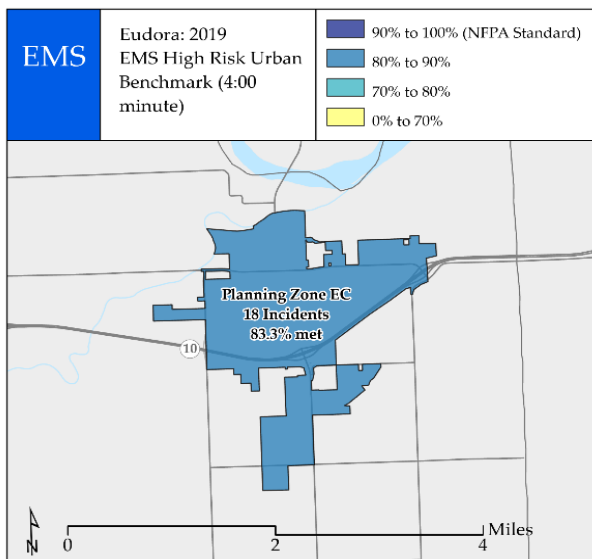 EMS
Eudora: 2019
EMS High Risk Urban
Benchmark (4:00
minute)
90% to 100% (NFPA Standard)
80% to 90%
70% to 80%
0% to 70%
Planning Zone EC
18 Incidents
83.3% met
10
N
Miles
0
2
4